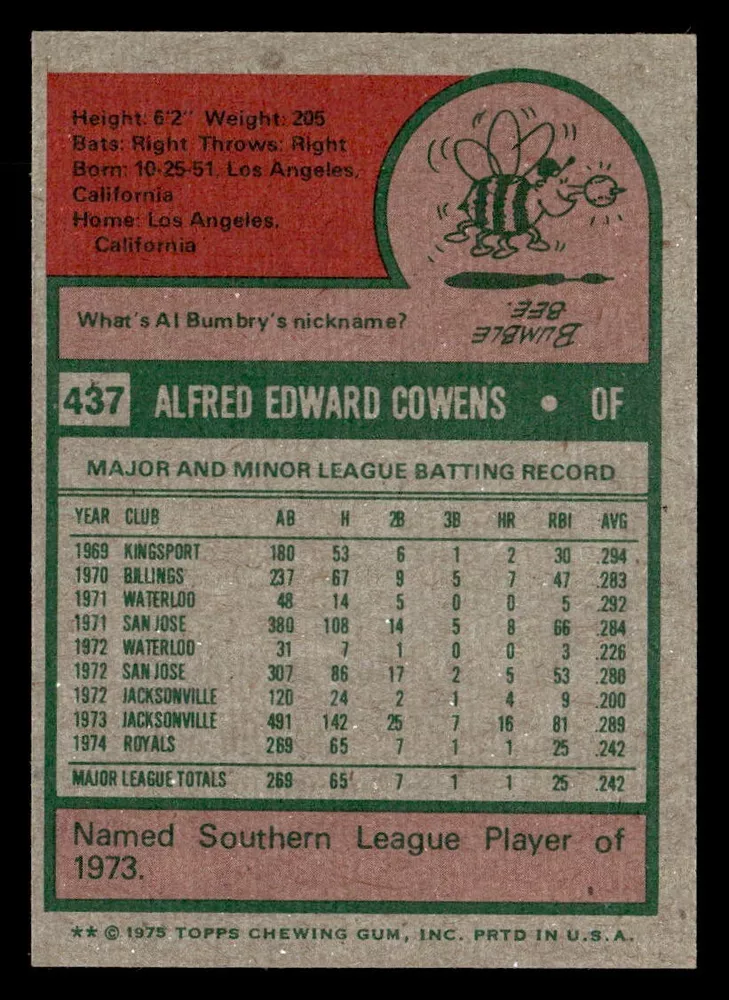 Height: 6'2" Weight: 205
Bats: Right Throws: Right
Born: 10-25-51, Los Angeles,
California
Home: Los Angeles,
California
What's Al Bumbry's nickname?
BUMBLE
BEE.
437 ALFRED EDWARD COWENS • OF
MAJOR AND MINOR LEAGUE BATTING RECORD
YEAR CLUB AB H 2B 3B HR RBI AVG
1969 KINGSPORT 180 53 6 1 2 30 .294
1970 BILLINGS 237 67 9 5 7 47 .283
1971 WATERLOO 48 14 5 0 0 5 .292
1971 SAN JOSE 380 108 14 5 8 66 .284
1972 WATERLOO 31 7 1 0 0 3 .226
1972 SAN JOSE 307 86 17 2 5 53 .280
1972 JACKSONVILLE 120 24 2 1 4 9 .200
1973 JACKSONVILLE 491 142 25 7 16 81 .289
1974 ROYALS 269 65 7 1 1 25 .242
MAJOR LEAGUE TOTALS 269 65 7 1 1 25 .242
Named Southern League Player of
1973.
** © 1975 TOPPS CHEWING GUM, INC. PRTD IN U.S.A.